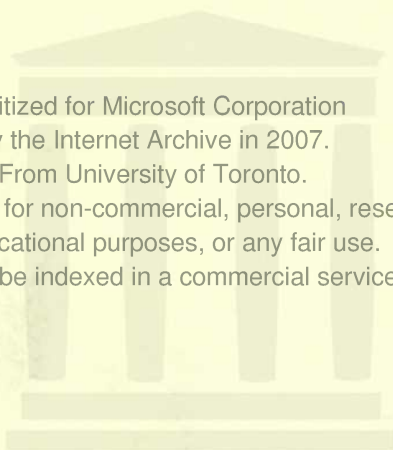 itized for Microsoft Corporation
the Internet Archive in 2007.
From University of Toronto.
for non-commercial, personal, rese
cational purposes, or any fair use.
be indexed in a commercial service